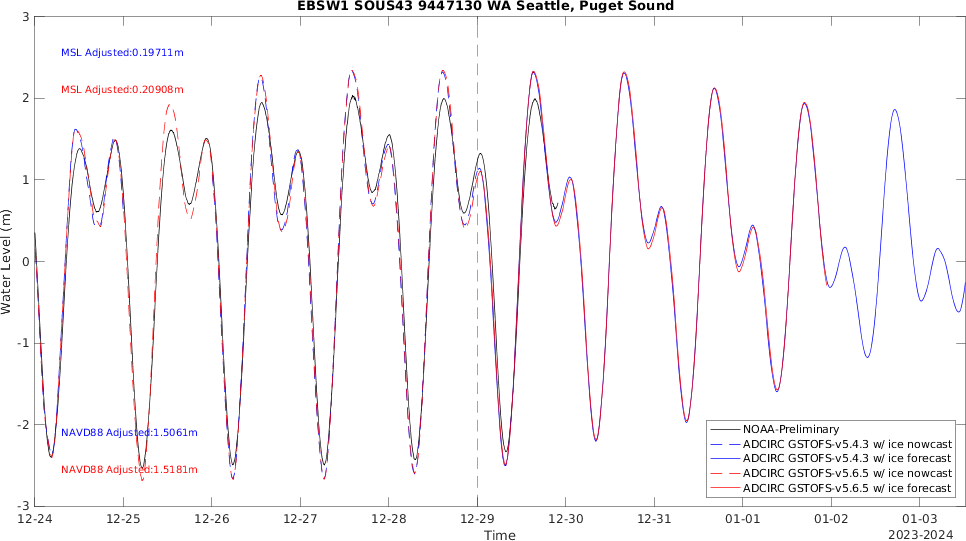 EBSW1 SOUS43 9447130 WA Seattle, Puget Sound
3
MSL Adjusted:0.19711m
2
MSL Adjusted:0.20908m
1
0
Water Level (m)
-1
-2
NAVD88 Adjusted:1.5061m
NAVD88 Adjusted:1.5181m
-3
NOAA-Preliminary
ADCIRC GSTOFS-v5.4.3 w/ ice nowcast
ADCIRC GSTOFS-v5.4.3 w/ ice forecast
ADCIRC GSTOFS-v5.6.5 w/ ice nowcast
ADCIRC GSTOFS-v5.6.5 w/ ice forecast
12-24 12-25 12-26 12-27 12-28 12-29 12-30 12-31 01-01 01-02 01-03
Time
2023-2024